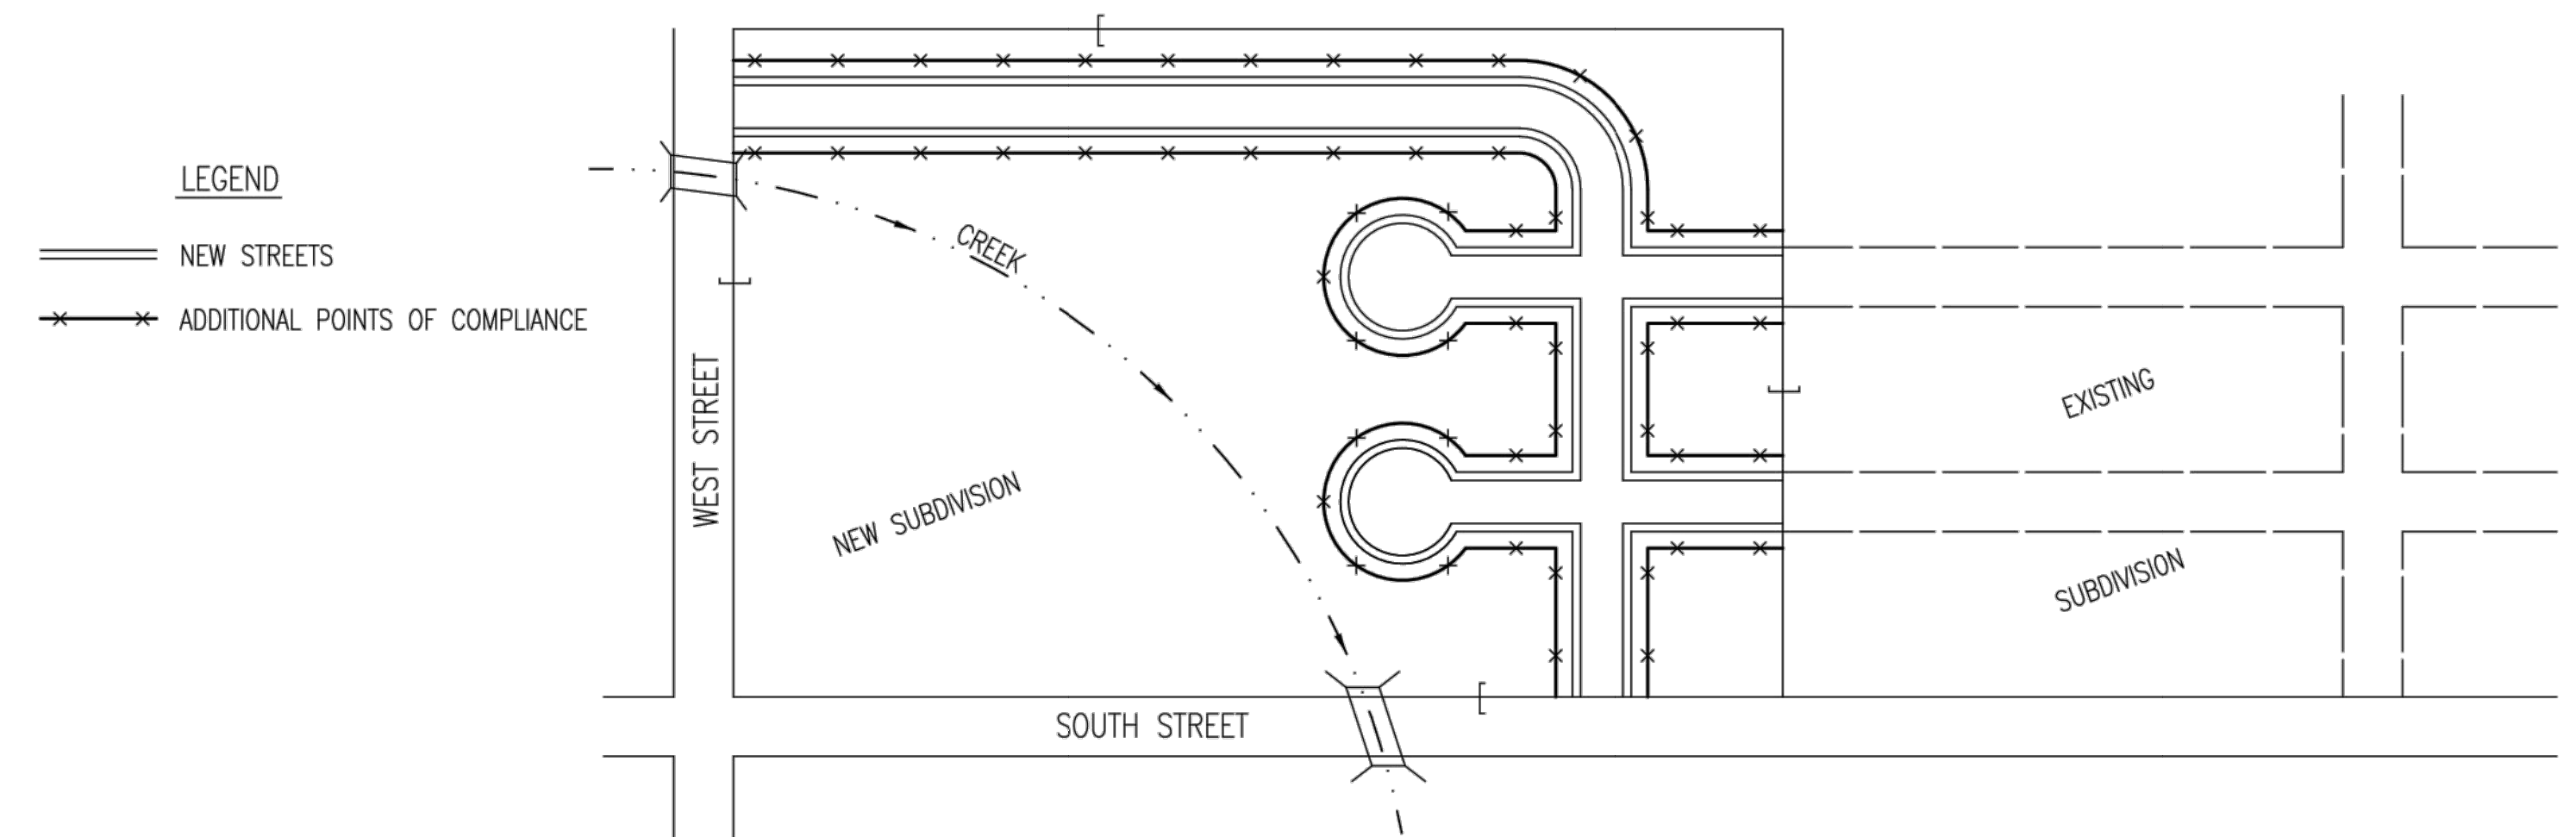 LEGEND
NEW STREETS
ADDITIONAL POINTS OF COMPLIANCE
WEST STREET
CREEK
NEW SUBDIVISION
SOUTH STREET
EXISTING
SUBDIVISION